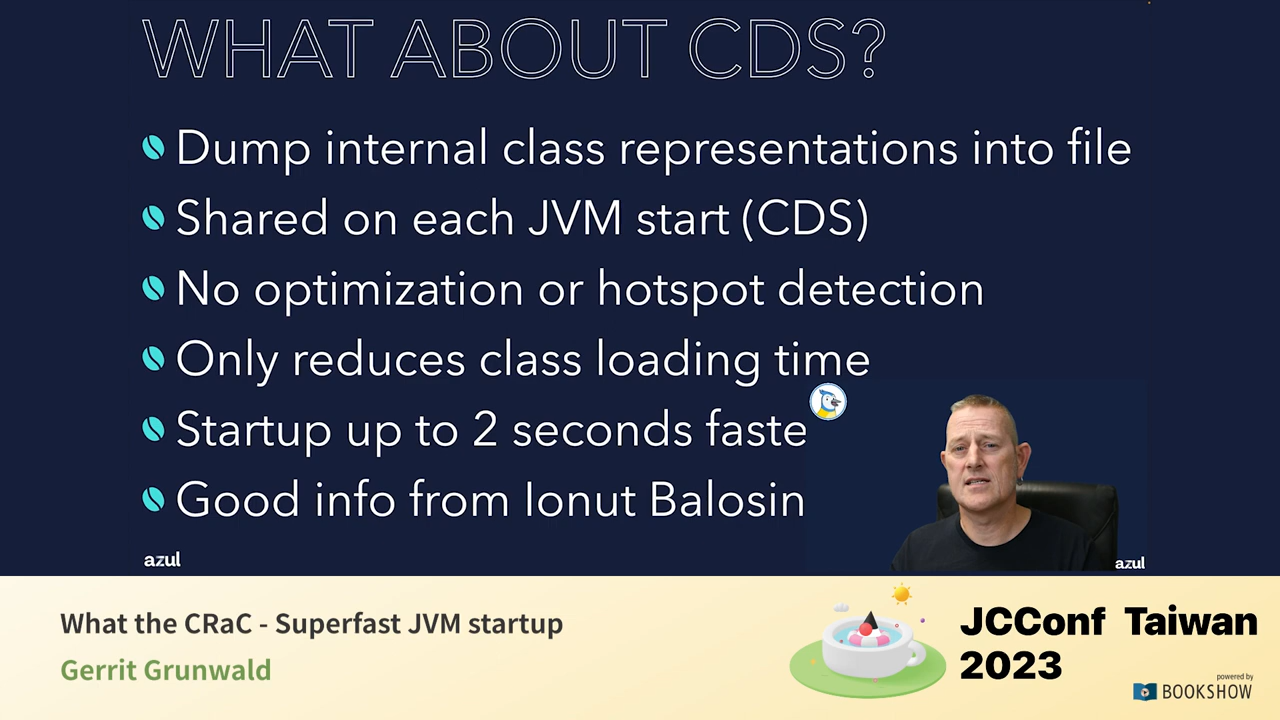 WHAT ABOUT CDS?
Dump internal class representations into file
Shared on each JVM start (CDS)
No optimization or hotspot detection
Only reduces class loading time
Startup up to 2 seconds faste
Good info from Ionut Balosin
azul
azul
What the CRaC - Superfast JVM startup
Gerrit Grunwald
JCConf Taiwan
2023
powered by
BOOKSHOW